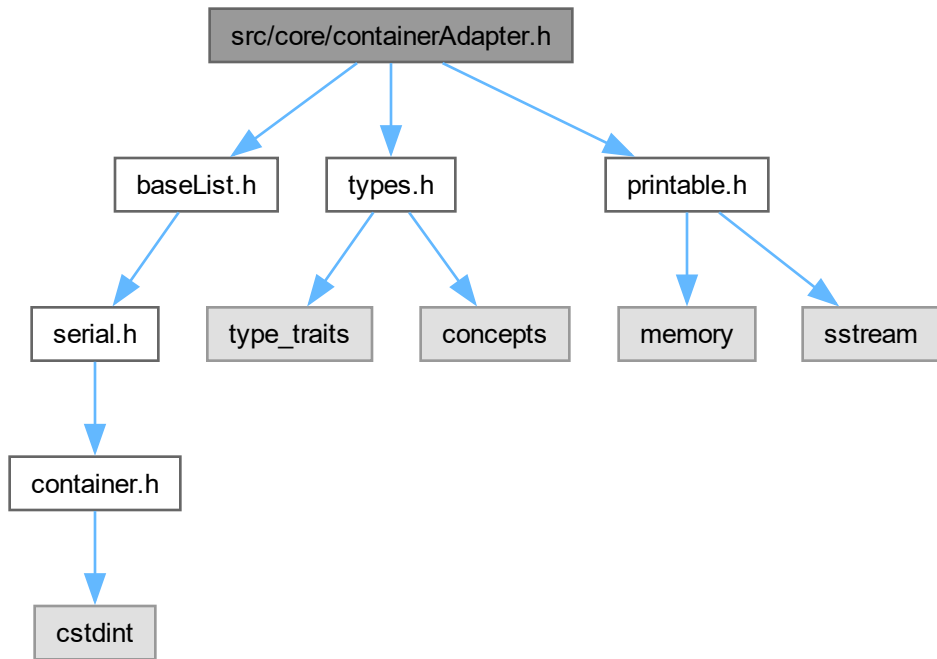 src/core/containerAdapter.h
baseList.h
types.h
printable.h
serial.h
type_traits
concepts
memory
sstream
container.h
cstdint